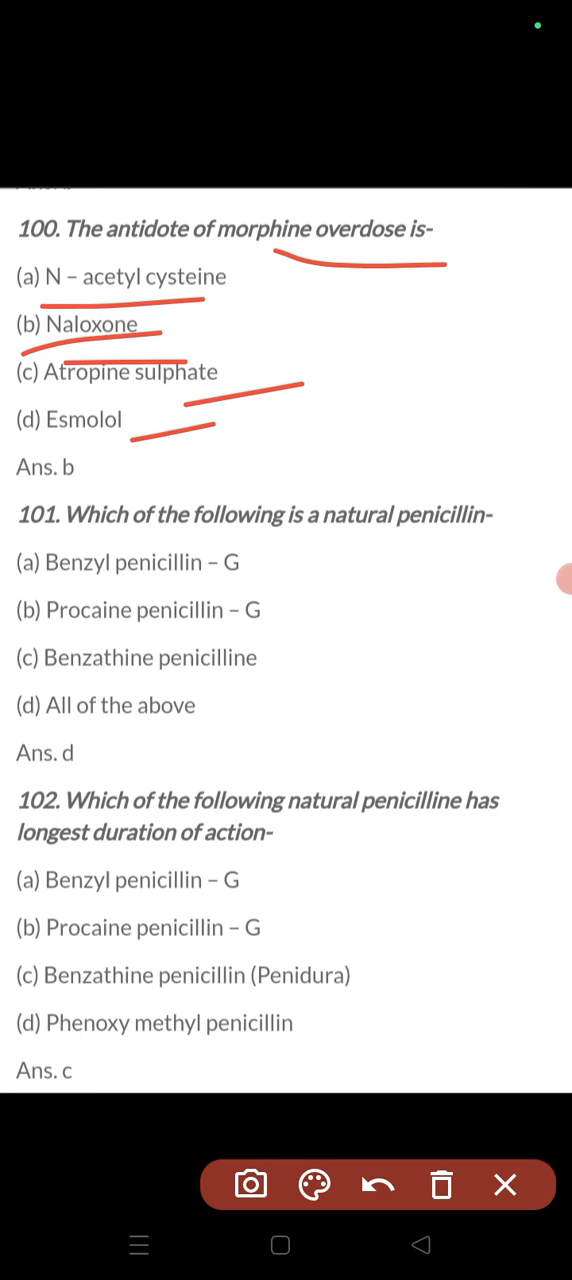 100. The antidote of morphine overdose is-
(a) N – acetyl cysteine
(b) Naloxone
(c) Atropine sulphate
(d) Esmolol
Ans. b
101. Which of the following is a natural penicillin-
(a) Benzyl penicillin – G
(b) Procaine penicillin – G
(c) Benzathine penicilline
(d) All of the above
Ans. d
102. Which of the following natural penicilline has
longest duration of action-
(a) Benzyl penicillin – G
(b) Procaine penicillin – G
(c) Benzathine penicillin (Penidura)
(d) Phenoxy methyl penicillin
Ans. c